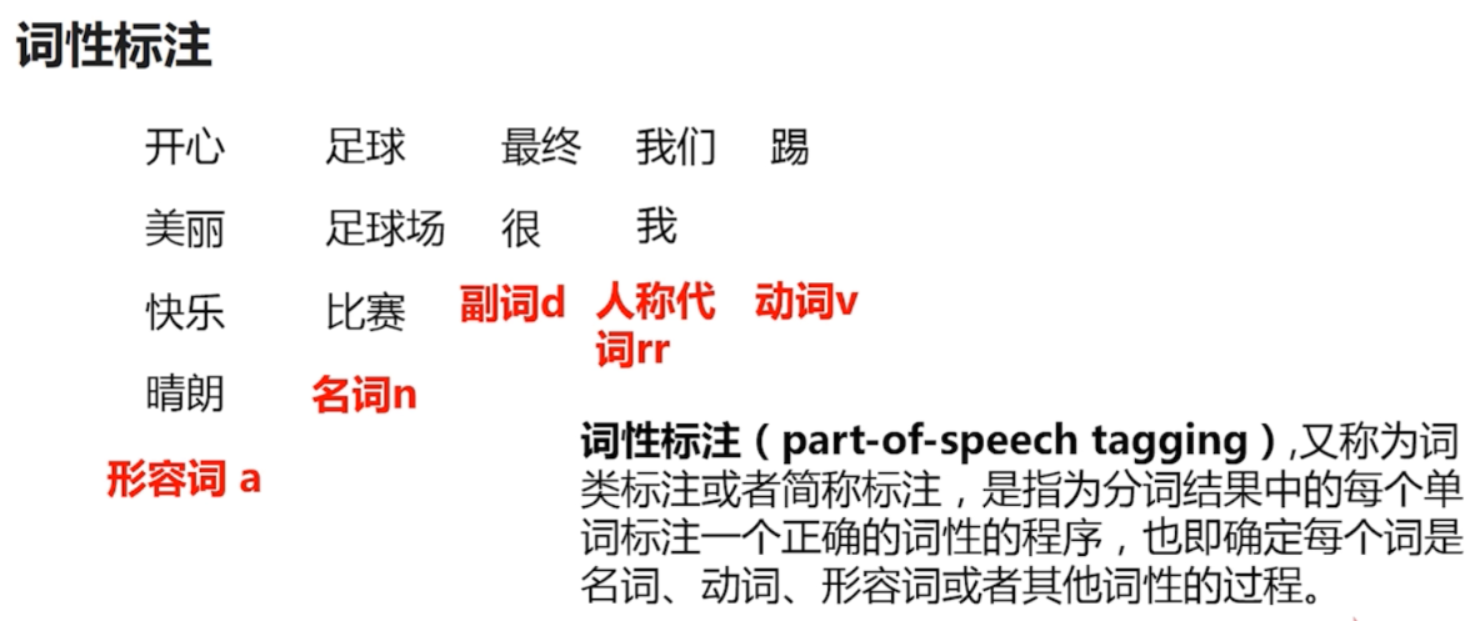 词性标注
开心 足球 最终 我们 踢
美丽 足球场 很 我
快乐 比赛 副词d 人称代 动词v
词rr
晴朗 名词n
形容词 a
词性标注（part-of-speech tagging）,又称为词
类标注或者简称标注，是指为分词结果中的每个单
词标注一个正确的词性的程序，也即确定每个词是
名词、动词、形容词或者其他词性的过程。